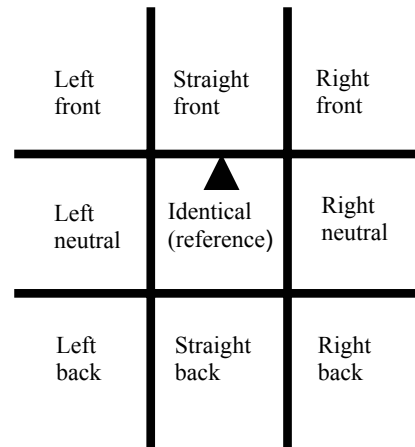 Left
front
Straight
front
Right
front
Left
neutral
Identical
(reference)
Right
neutral
Left
back
Straight
back
Right
back